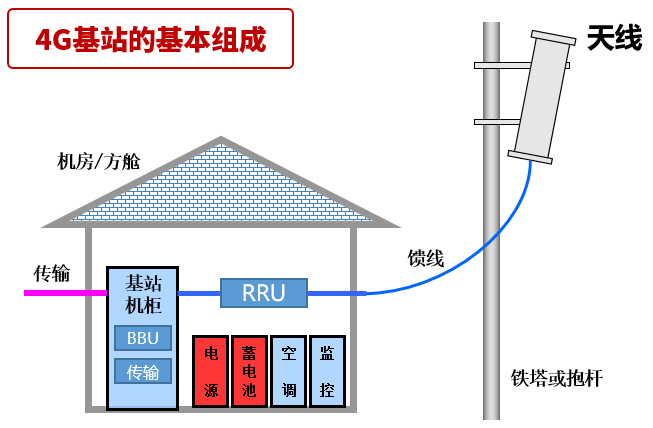 4G基站的基本组成
天线
机房/方舱
传输
基站
机柜
BBU
传输
RRU
馈线
电源
蓄电池
空调
监控
铁塔或抱杆